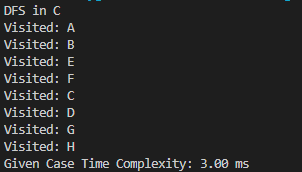 DFS in C
Visited: A
Visited: B
Visited: E
Visited: F
Visited: C
Visited: D
Visited: G
Visited: H
Given Case Time Complexity: 3.00 ms